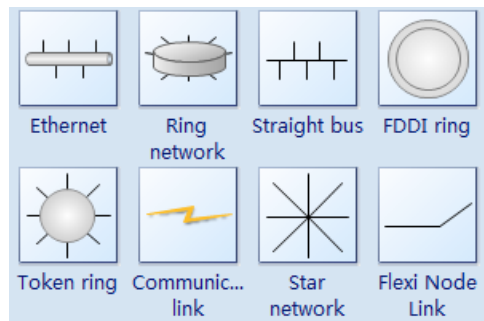 Ethernet
Ring
network
Straight bus
FDDI ring
Token ring
Communic...
link
Star
network
Flexi Node
Link